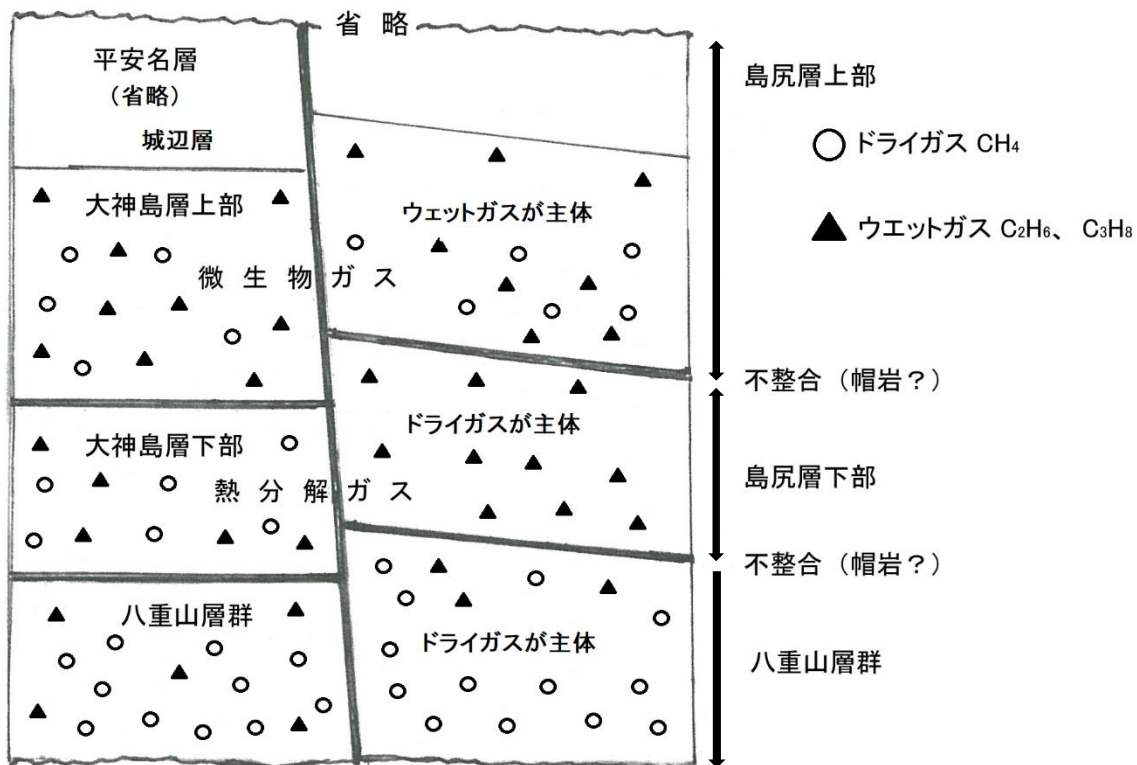 省 略
平安名層
(省略)
城辺層
大神島層上部
ウェットガスが主体
微 生 物 ガ ス
大神島層下部
ドライガスが主体
熱 分 解 ガ ス
八重山層群
ドライガスが主体
島尻層上部
ドライガス CH4
ウエットガス C2H6、 C3H8
不整合 (帽岩?)
島尻層下部
不整合 (帽岩?)
八重山層群